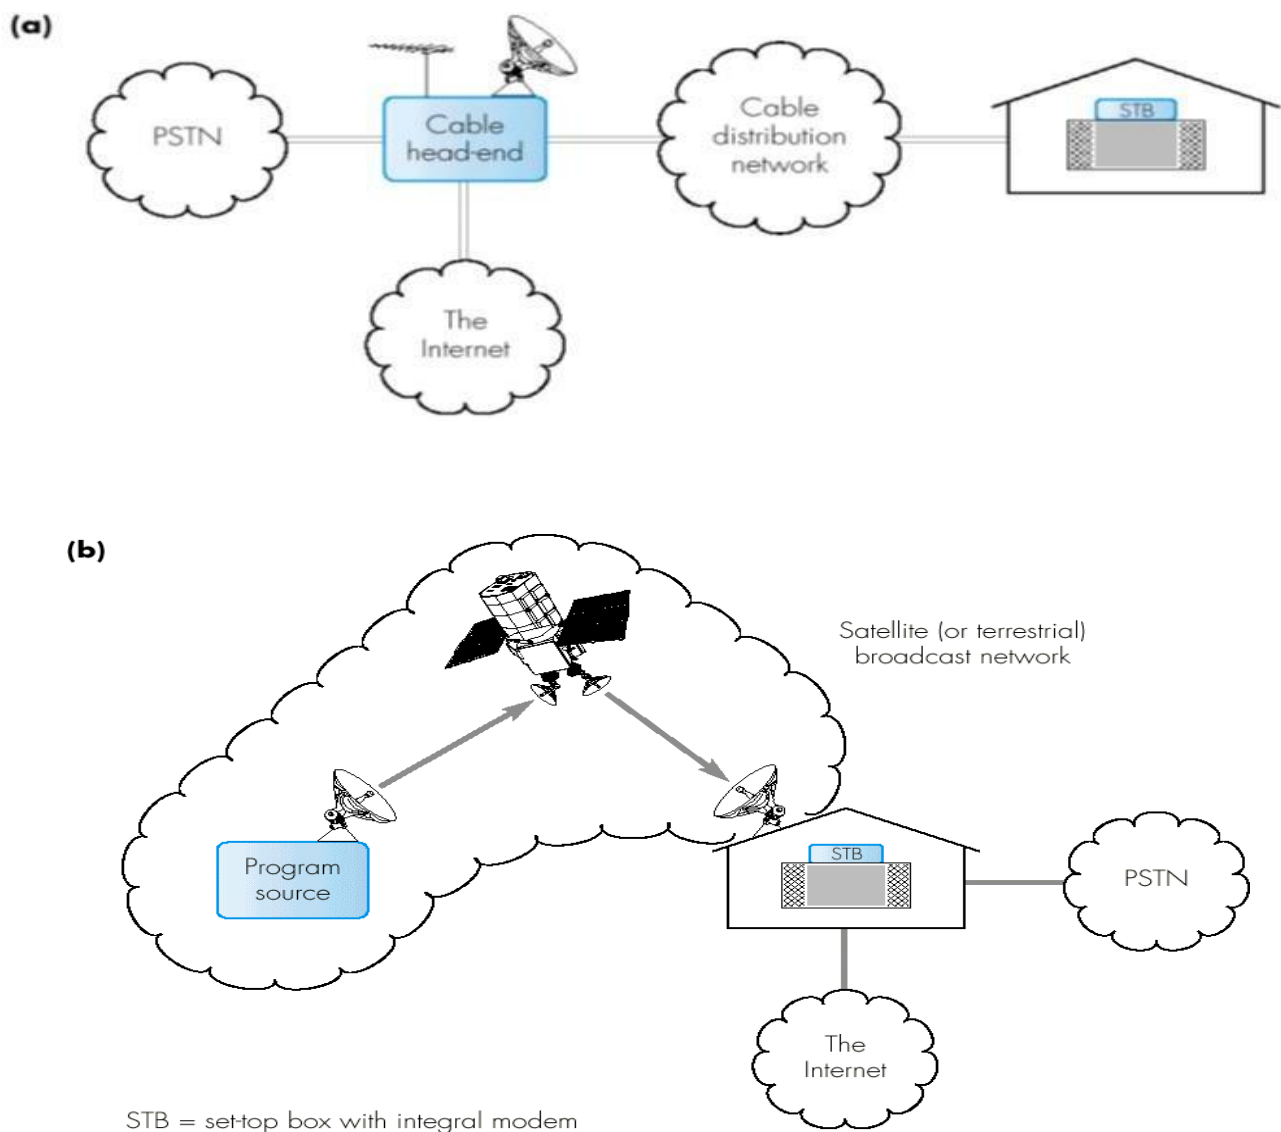 (a)
PSTN
Cable
head-end
Cable
distribution
network
STB
The
Internet
(b)
Satellite (or terrestrial)
broadcast network
Program
source
STB
PSTN
The
Internet
STB = set-top box with integral modem